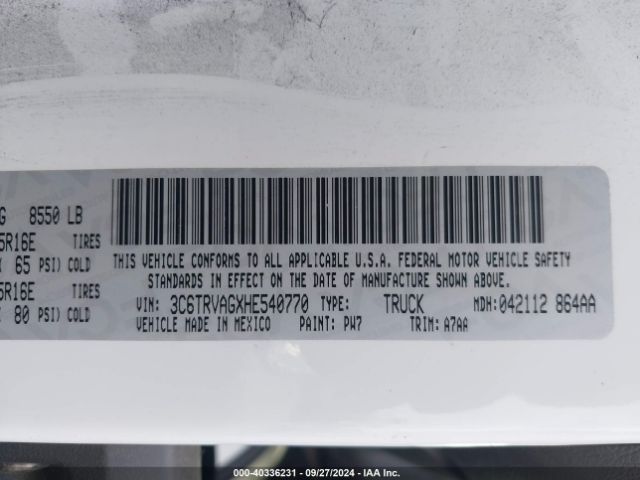 G 8550 LB
5R16E TIRES
65 PSI) COLD
5R16E TIRES
80 PSI) COLD
THIS VEHICLE CONFORMS TO ALL APPLICABLE U.S.A. FEDERAL MOTOR VEHICLE SAFETY
STANDARDS IN EFFECT ON THE DATE OF MANUFACTURE SHOWN ABOVE.
VIN: 3C6TRVAGXHE540770 TYPE: TRUCK MDH: 042112 864AA
VEHICLE MADE IN MEXICO PAINT: PW7 TRIM: A7AA
000-40336231 - 09/27/2024 - IAA Inc.